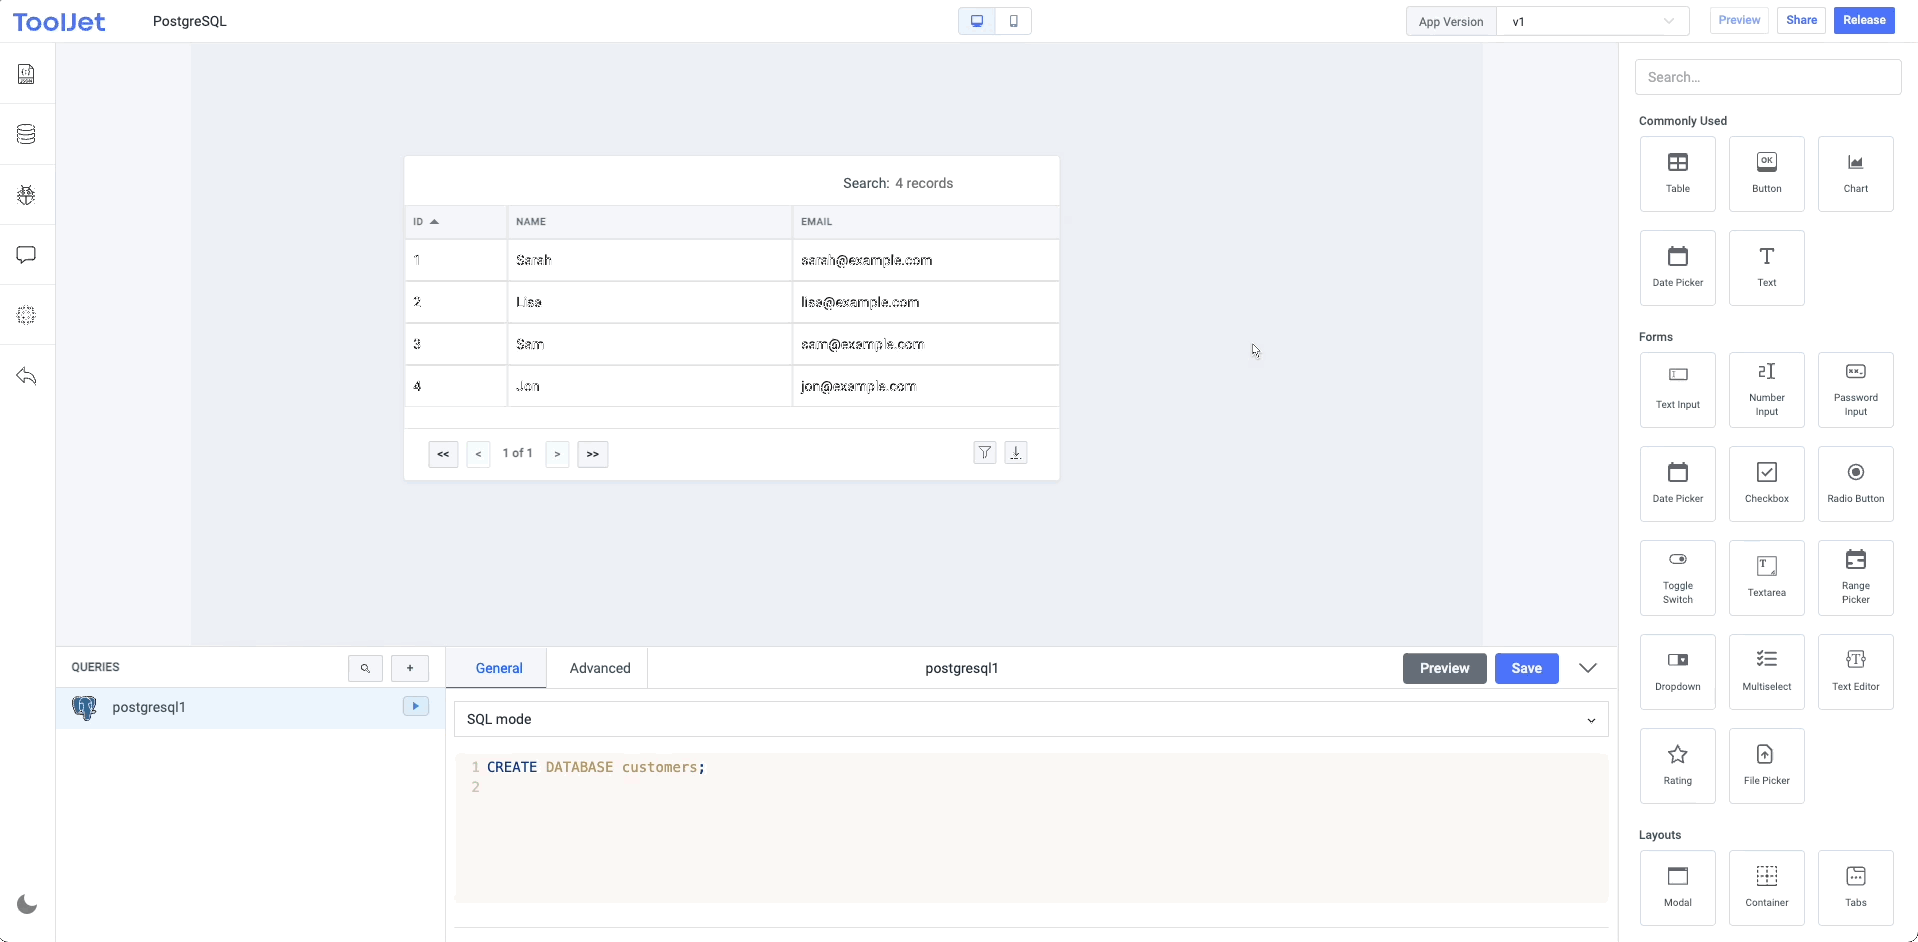 ToolJet PostgreSQL App Version v1 Preview Share Release
Search...
Commonly Used
Table Button Chart
Date Picker Text
Forms
Text Input Number Input Password Input
Date Picker Checkbox Radio Button
Toggle Switch Textarea Range Picker
Dropdown Multiselect Text Editor
Rating File Picker
Layouts
Modal Container Tabs
Search: 4 records
ID NAME EMAIL
1 Sarah sarah@example.com
2 Lisa lisa@example.com
3 Sam sam@example.com
4 Jon jon@example.com
<< < 1 of 1 > >>
QUERIES +
postgresql1
General Advanced postgresql1 Preview Save
SQL mode
1 CREATE DATABASE customers;
2